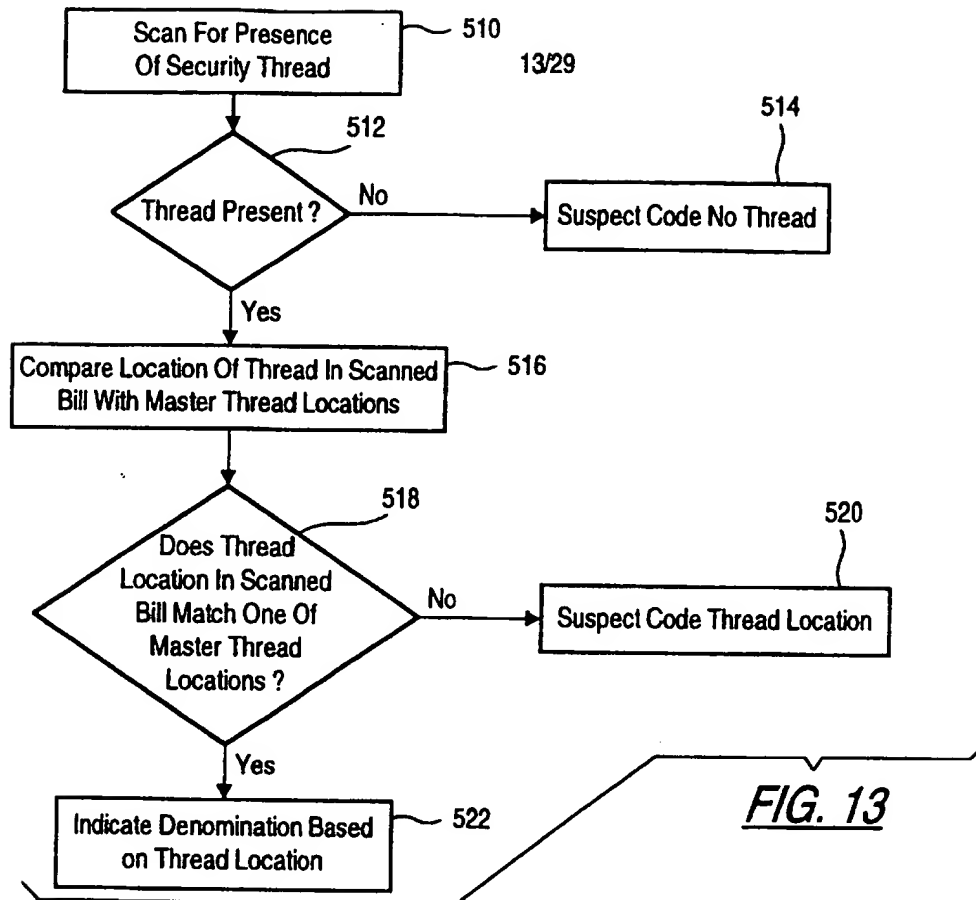 Scan For Presence
Of Security Thread
510
13/29
512
514
Thread Present ?
No
Suspect Code No Thread
Yes
Compare Location Of Thread In Scanned
Bill With Master Thread Locations
516
518
520
Does Thread
Location In Scanned
Bill Match One Of
Master Thread
Locations ?
No
Suspect Code Thread Location
Yes
Indicate Denomination Based
on Thread Location
522
FIG. 13